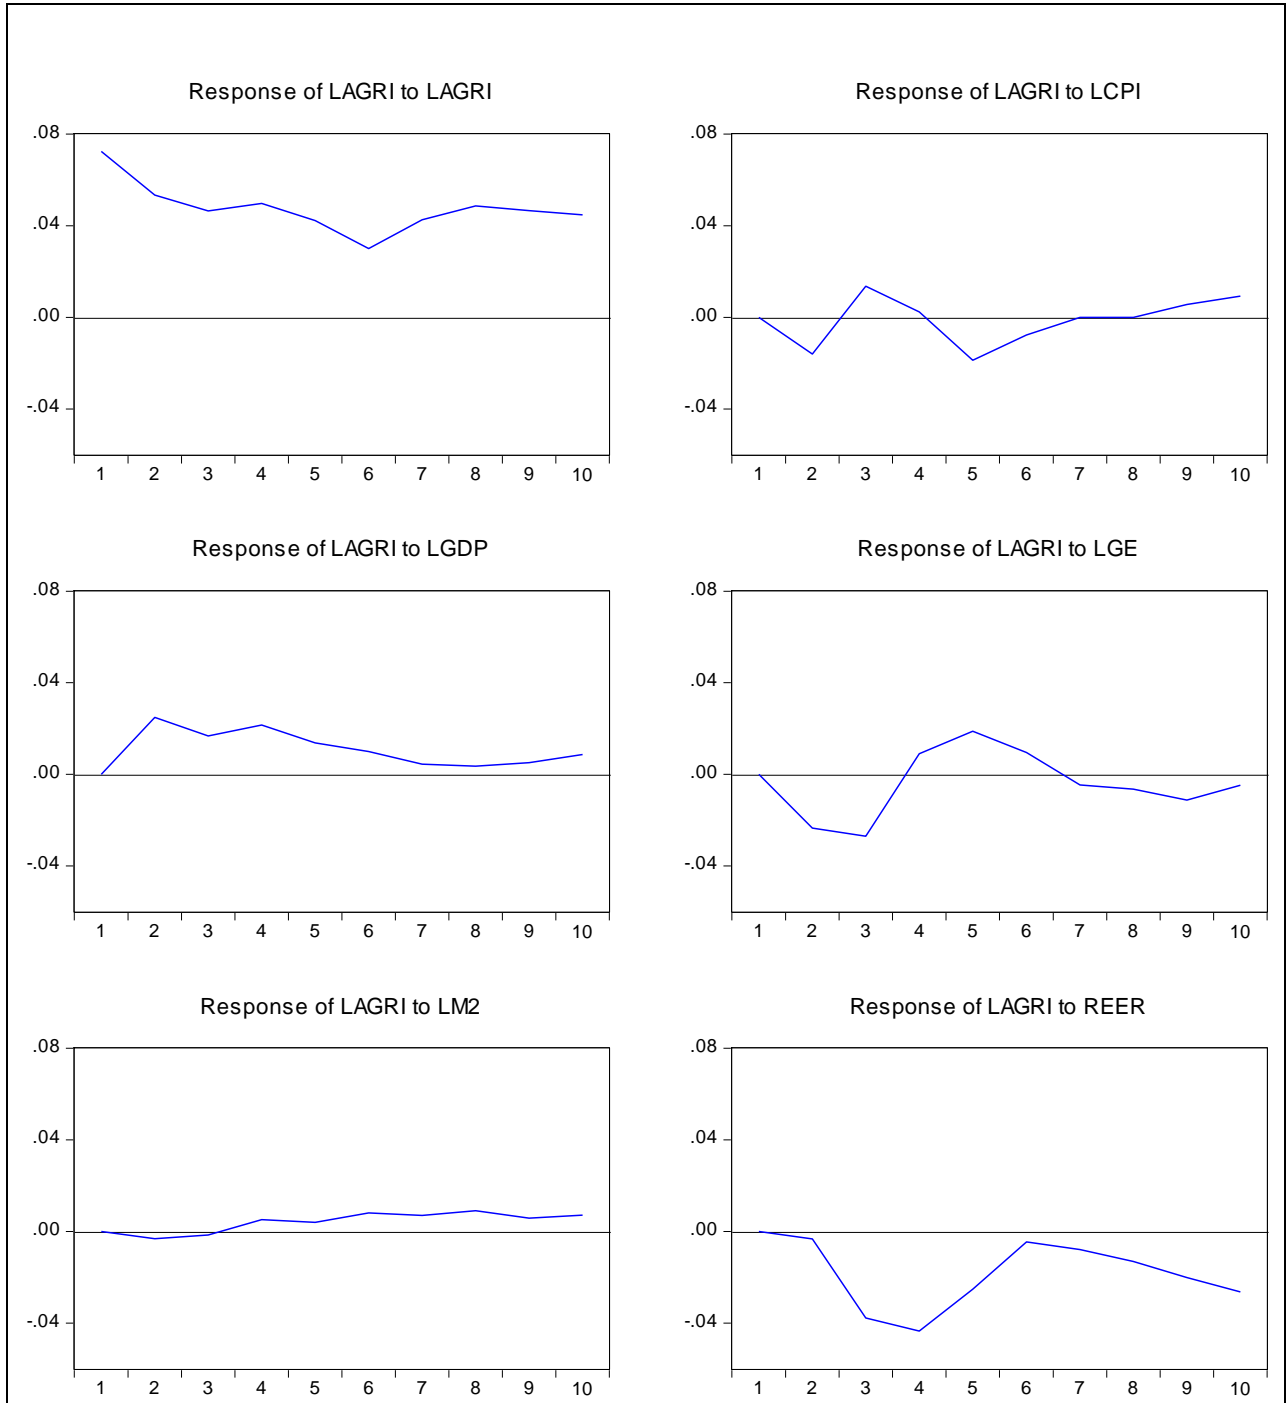 Response of LAGRI to LAGRI
.08
.04
.00
-.04
1 2 3 4 5 6 7 8 9 10
Response of LAGRI to LCPI
.08
.04
.00
-.04
1 2 3 4 5 6 7 8 9 10
Response of LAGRI to LGDP
.08
.04
.00
-.04
1 2 3 4 5 6 7 8 9 10
Response of LAGRI to LGE
.08
.04
.00
-.04
1 2 3 4 5 6 7 8 9 10
Response of LAGRI to LM2
.08
.04
.00
-.04
1 2 3 4 5 6 7 8 9 10
Response of LAGRI to REER
.08
.04
.00
-.04
1 2 3 4 5 6 7 8 9 10